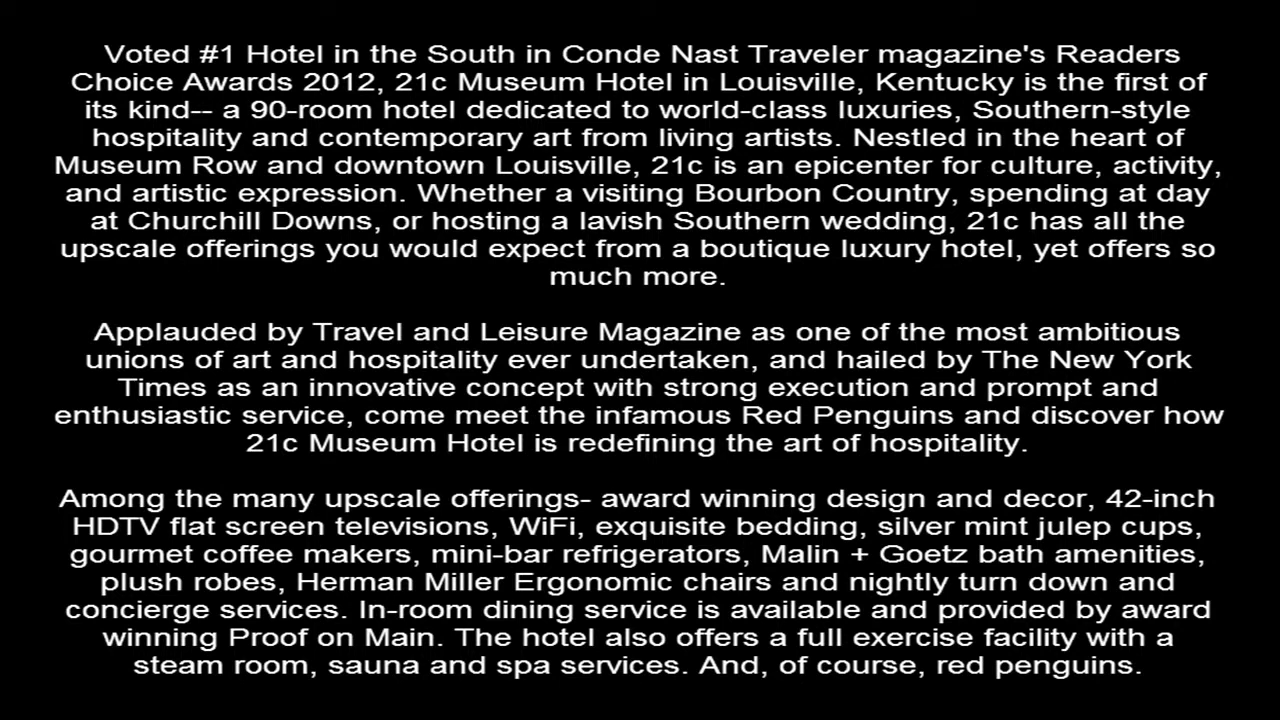 Voted #1 Hotel in the South in Conde Nast Traveler magazine's Readers
Choice Awards 2012, 21c Museum Hotel in Louisville, Kentucky is the first of
its kind-- a 90-room hotel dedicated to world-class luxuries, Southern-style
hospitality and contemporary art from living artists. Nestled in the heart of
Museum Row and downtown Louisville, 21c is an epicenter for culture, activity,
and artistic expression. Whether a visiting Bourbon Country, spending at day
at Churchill Downs, or hosting a lavish Southern wedding, 21c has all the
upscale offerings you would expect from a boutique luxury hotel, yet offers so
much more.
Applauded by Travel and Leisure Magazine as one of the most ambitious
unions of art and hospitality ever undertaken, and hailed by The New York
Times as an innovative concept with strong execution and prompt and
enthusiastic service, come meet the infamous Red Penguins and discover how
21c Museum Hotel is redefining the art of hospitality.
Among the many upscale offerings- award winning design and decor, 42-inch
HDTV flat screen televisions, WiFi, exquisite bedding, silver mint julep cups,
gourmet coffee makers, mini-bar refrigerators, Malin + Goetz bath amenities,
plush robes, Herman Miller Ergonomic chairs and nightly turn down and
concierge services. In-room dining service is available and provided by award
winning Proof on Main. The hotel also offers a full exercise facility with a
steam room, sauna and spa services. And, of course, red penguins.